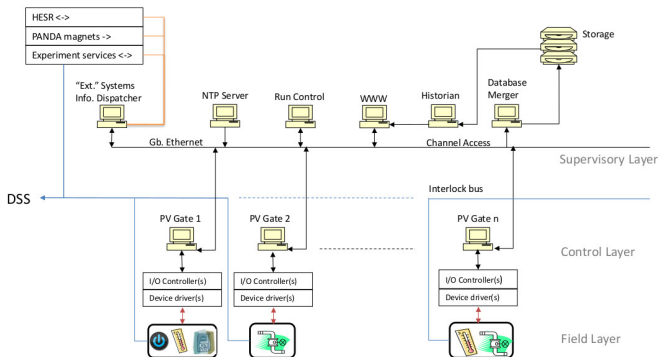 HESR <->
PANDA magnets ->
Experiment services <->
Storage
"Ext." Systems
Info. Dispatcher
NTP Server
Run Control
WWW
Historian
Database
Merger
Gb. Ethernet
Channel Access
Supervisory Layer
Interlock bus
DSS
PV Gate 1
PV Gate 2
PV Gate n
Control Layer
I/O Controller(s)
Device driver(s)
I/O Controller(s)
Device driver(s)
I/O Controller(s)
Device driver(s)
Field Layer